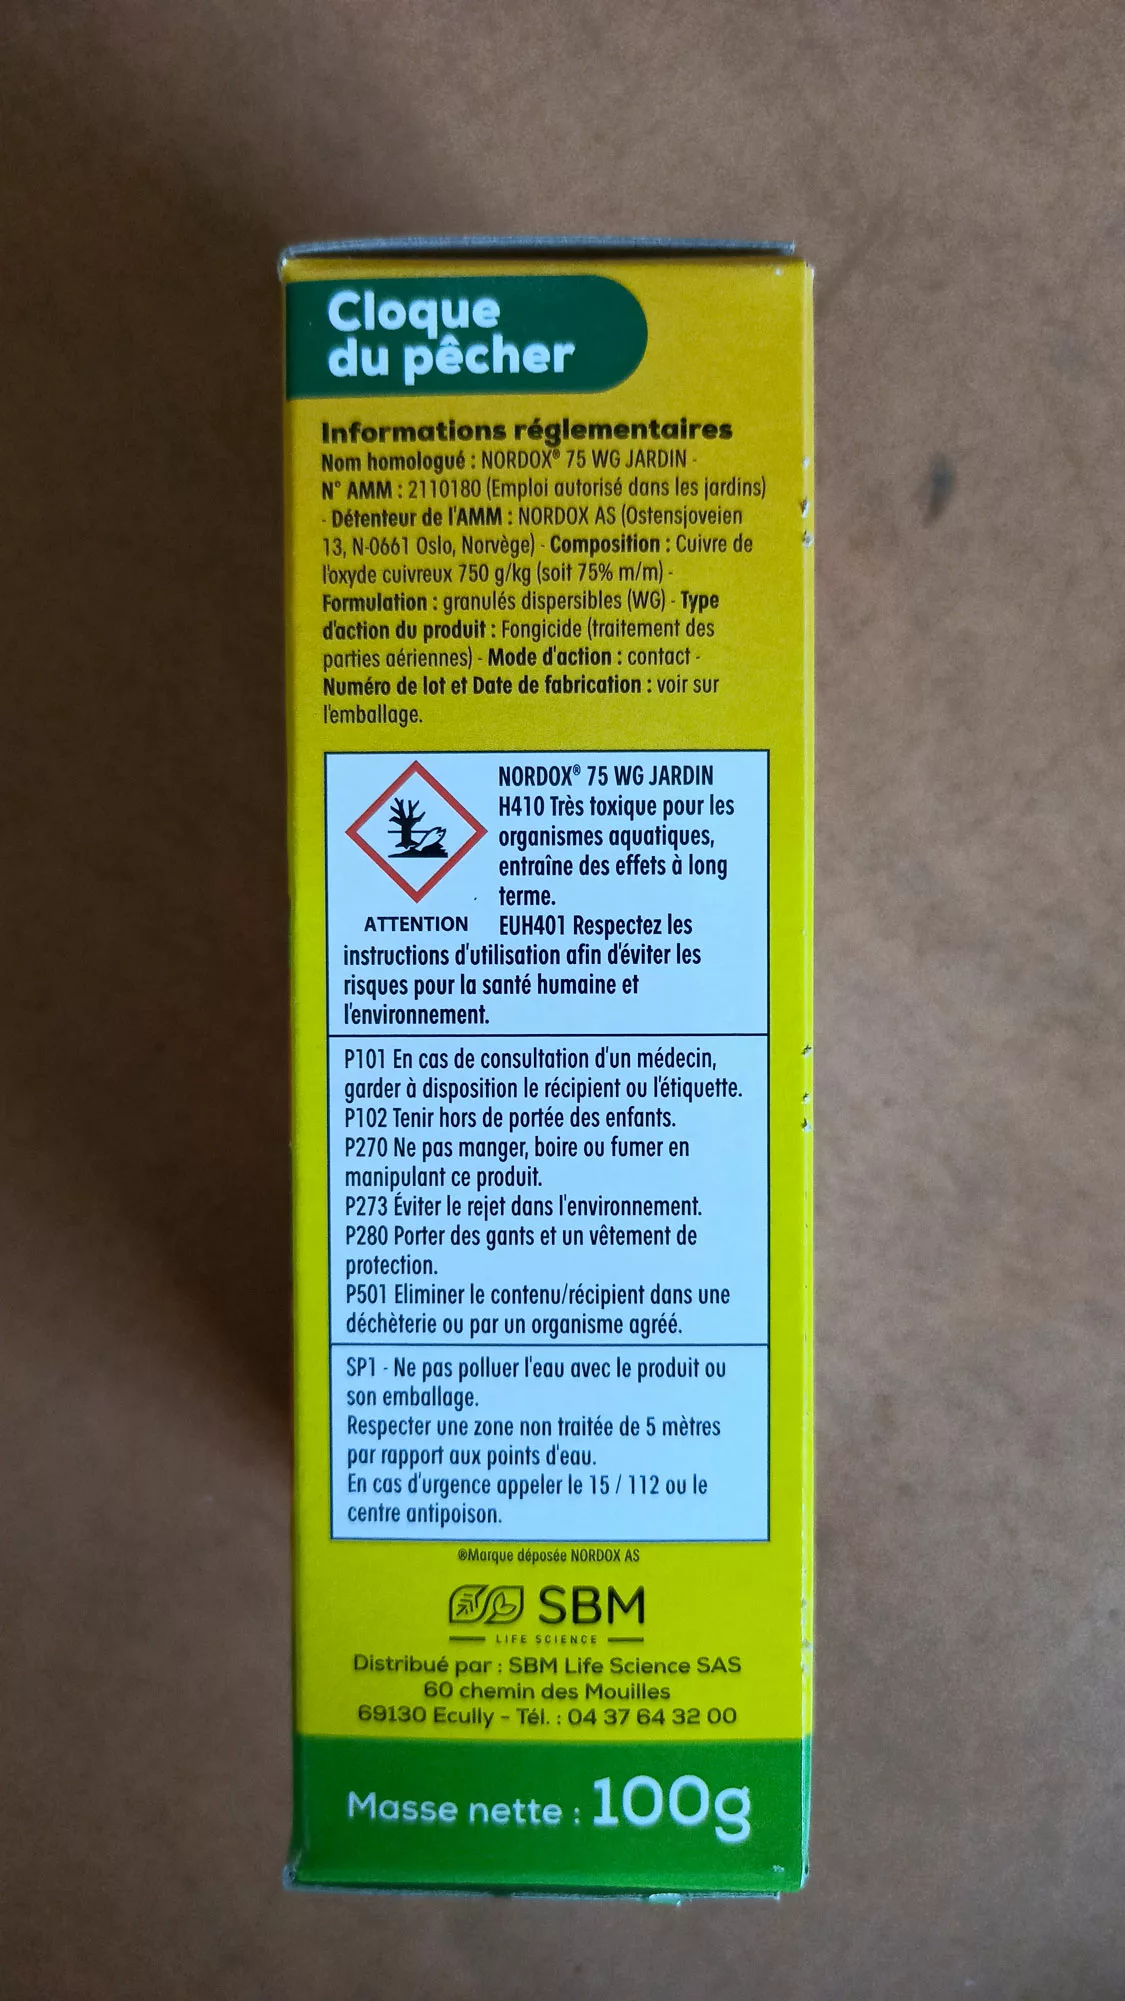 Cloque
du pêcher
Informations réglementaires
Nom homologué : NORDOX® 75 WG JARDIN -
N° AMM : 2110180 (Emploi autorisé dans les jardins)
- Détenteur de l'AMM : NORDOX AS (Ostensjoveien
13, N-0661 Oslo, Norvège) - Composition : Cuivre de
l'oxyde cuivreux 750 g/kg (soit 75% m/m) -
Formulation : granulés dispersibles (WG) - Type
d'action du produit : Fongicide (traitement des
parties aériennes) - Mode d'action : contact -
Numéro de lot et Date de fabrication : voir sur
l'emballage.
NORDOX® 75 WG JARDIN
H410 Très toxique pour les
organismes aquatiques,
entraîne des effets à long
terme.
ATTENTION EUH401 Respectez les
instructions d'utilisation afin d'éviter les
risques pour la santé humaine et
l'environnement.
P101 En cas de consultation d'un médecin,
garder à disposition le récipient ou l'étiquette.
P102 Tenir hors de portée des enfants.
P270 Ne pas manger, boire ou fumer en
manipulant ce produit.
P273 Éviter le rejet dans l'environnement.
P280 Porter des gants et un vêtement de
protection.
P501 Eliminer le contenu/récipient dans une
déchèterie ou par un organisme agréé.
SP1 - Ne pas polluer l'eau avec le produit ou
son emballage.
Respecter une zone non traitée de 5 mètres
par rapport aux points d'eau.
En cas d'urgence appeler le 15 / 112 ou le
centre antipoison.
®Marque déposée NORDOX AS
SBM
LIFE SCIENCE
Distribué par : SBM Life Science SAS
60 chemin des Mouilles
69130 Ecully - Tél. : 04 37 64 32 00
Masse nette : 100g